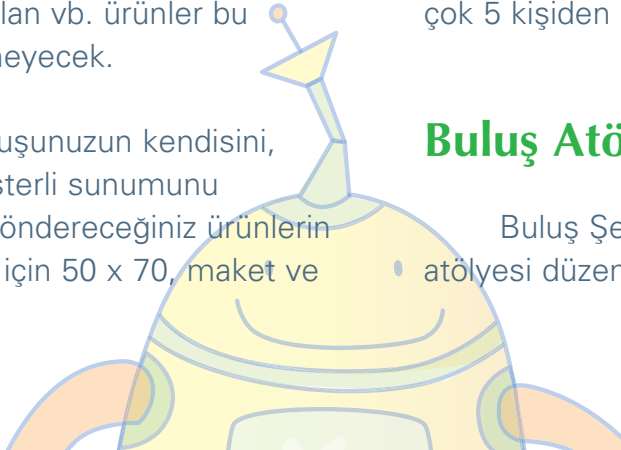 lan vb. ürünler bu
eyecek.
uşunuzun kendisini,
sterli sunumunu
öndereceğiniz ürünlerin
için 50 x 70, maket ve
çok 5 kişiden
Buluş Atö
Buluş Şe
atölyesi düzen